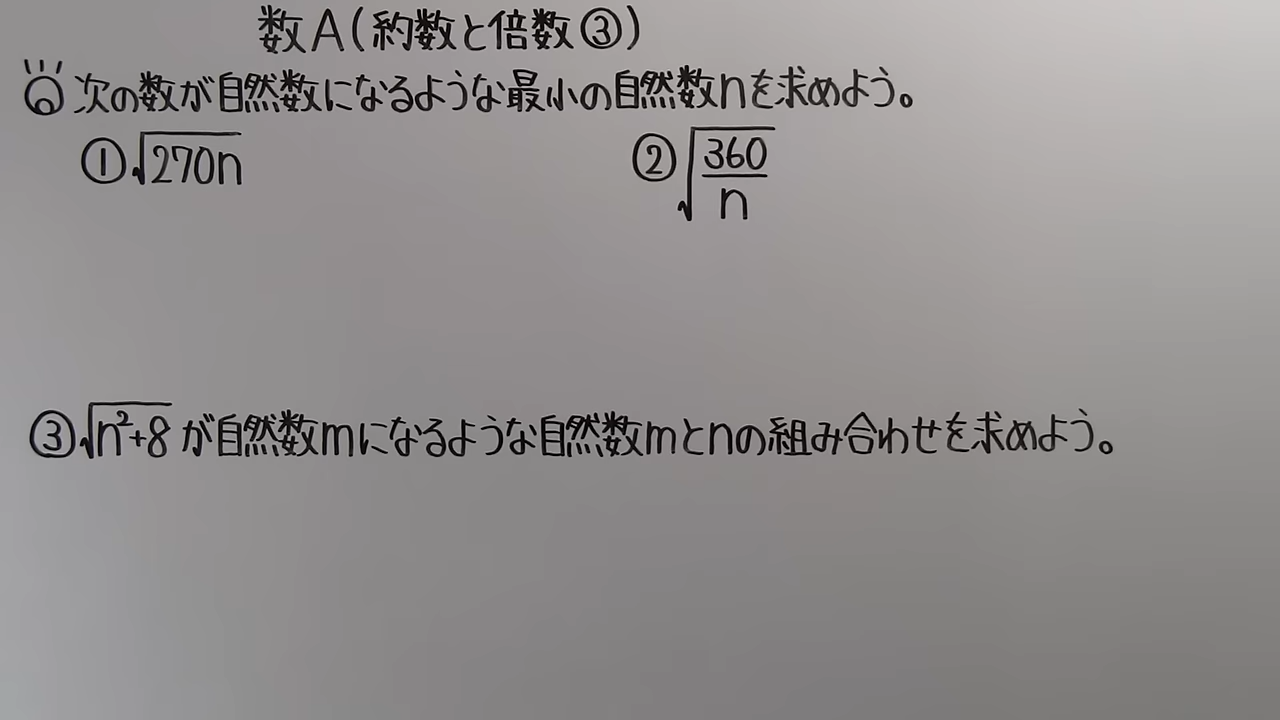 数A(約数と倍数③)
Q 次の数が自然数になるような最小の自然数nを求めよう。
①√270n ②√(360/n)
③√(n²+8) が自然数mになるような自然数mとnの組み合わせを求めよう。